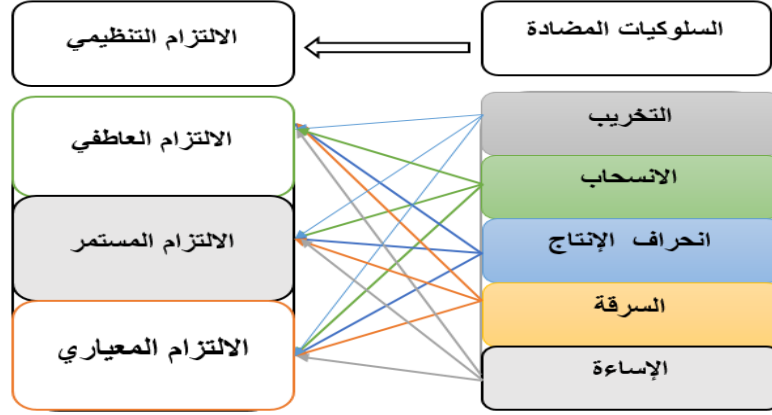 السلوكيات المضادة
الالتزام التنظيمي
التخريب
الانسحاب
انحراف الإنتاج
السرقة
الإساءة
الالتزام العاطفي
الالتزام المستمر
الالتزام المعياري